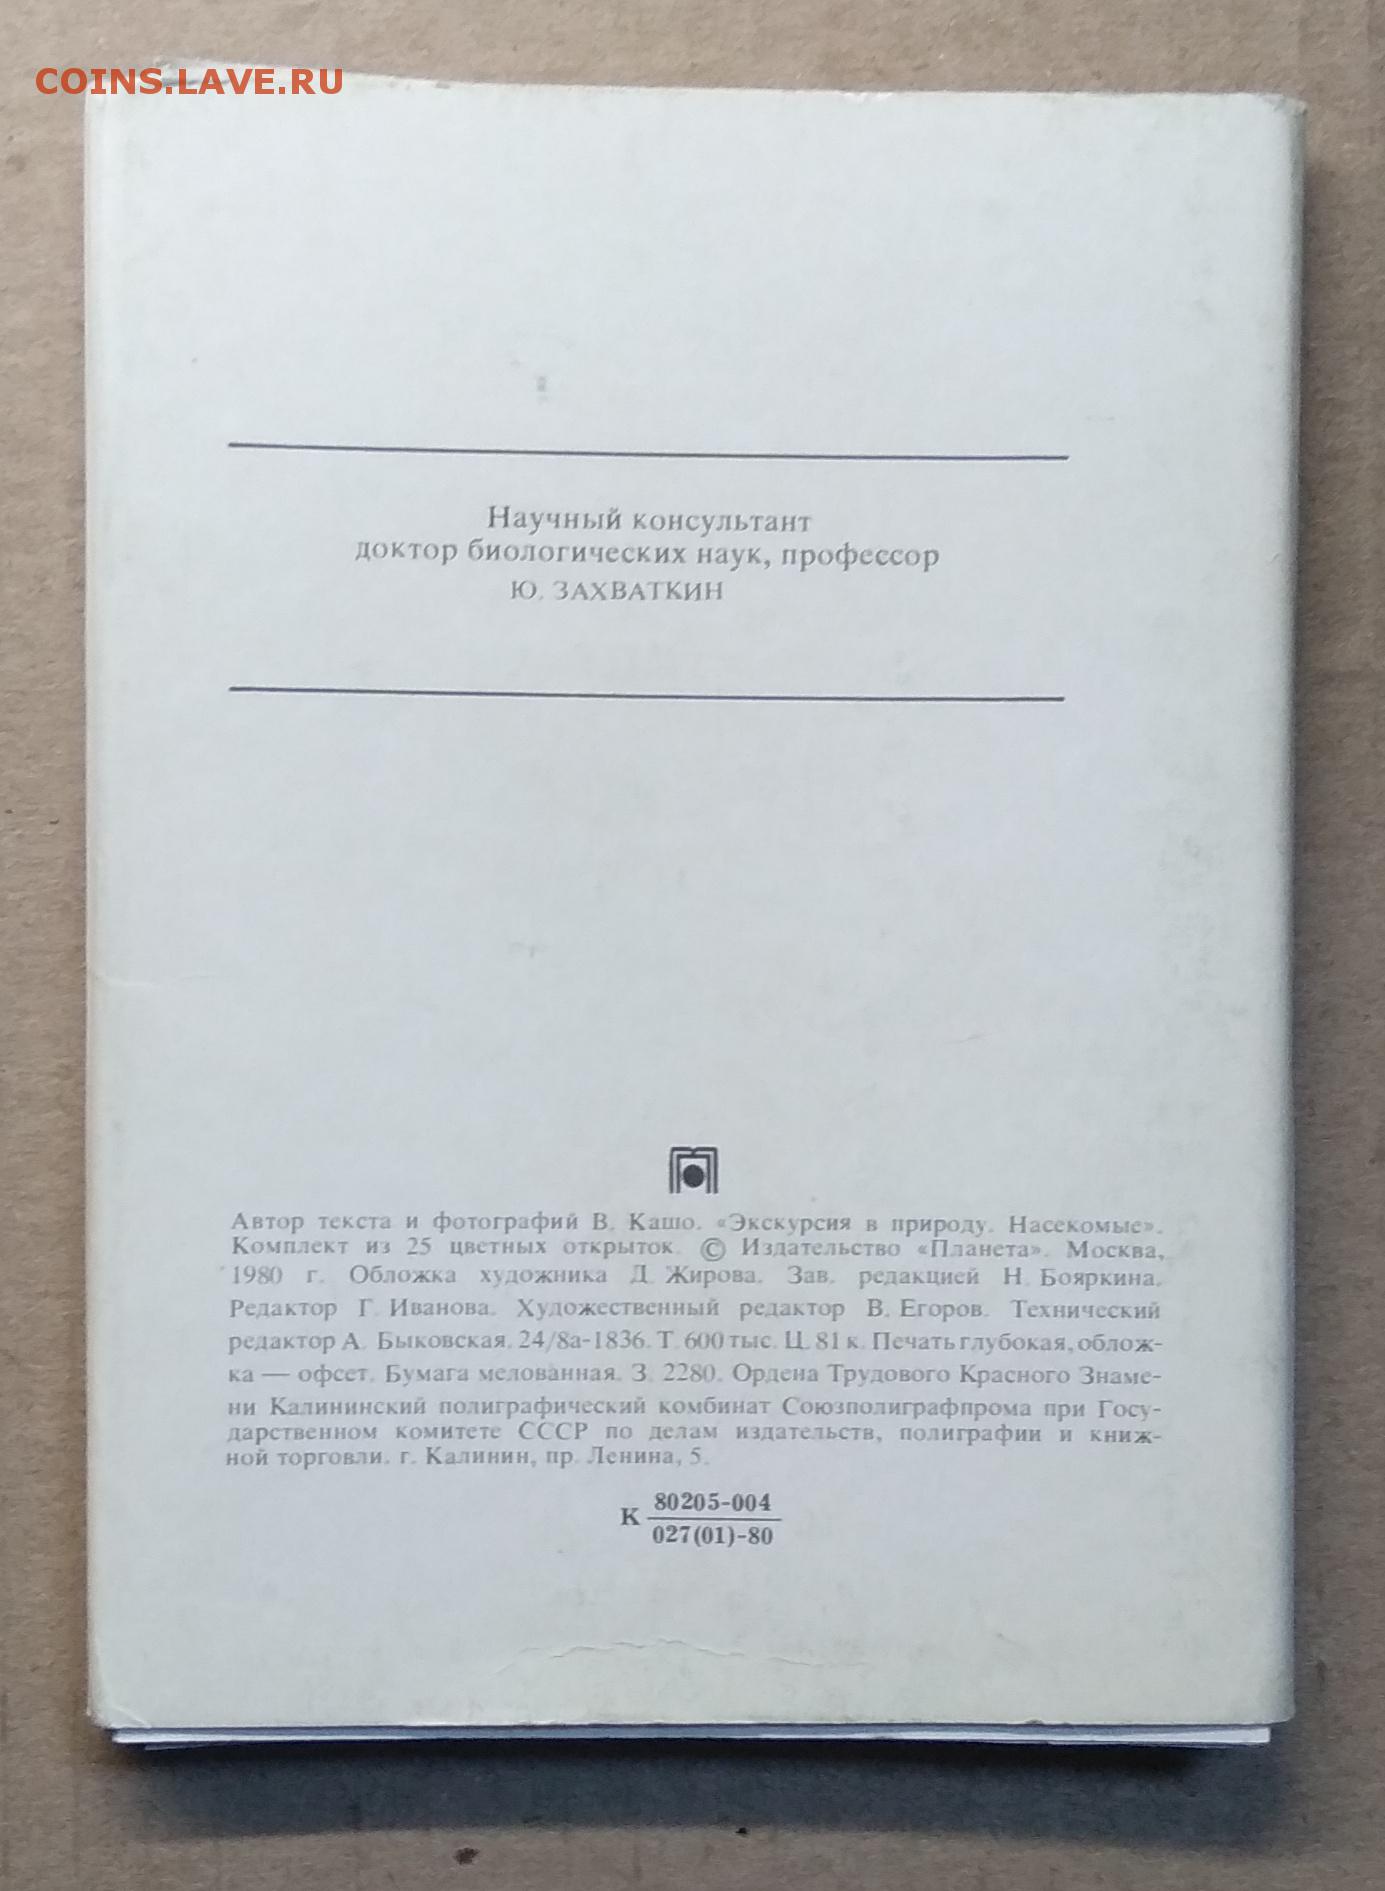 COINS.LAVE.RU
Научный консультант
доктор биологических наук, профессор
Ю. ЗАХВАТКИН
Автор текста и фотографий В. Кашо. «Экскурсия в природу. Насекомые».
Комплект из 25 цветных открыток. © Издательство «Планета». Москва,
1980 г. Обложка художника Д. Жирова. Зав. редакцией Н. Бояркина.
Редактор Г. Иванова. Художественный редактор В. Егоров. Технический
редактор А. Быковская. 24/8а-1836. Т. 600 тыс. Ц. 81 к. Печать глубокая, облож-
ка — офсет. Бумага мелованная. З. 2280. Ордена Трудового Красного Знаме-
ни Калининский полиграфический комбинат Союзполиграфпрома при Госу-
дарственном комитете СССР по делам издательств, полиграфии и книж-
ной торговли. г. Калинин, пр. Ленина, 5.
К 80205-004
027(01)-80